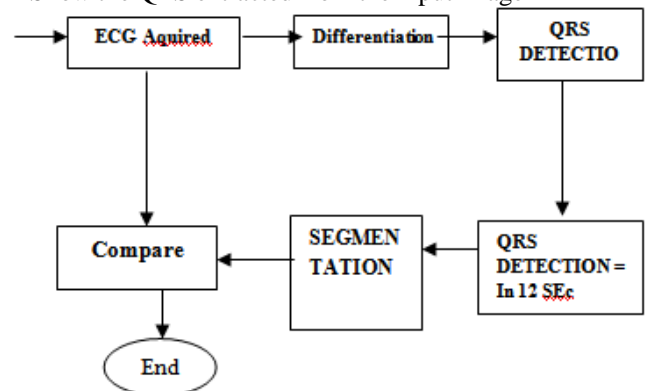 ECG Aquired
Differentiation
QRS
DETECTIO
Compare
SEGMEN
TATION
QRS
DETECTION =
In 12 SEc
End